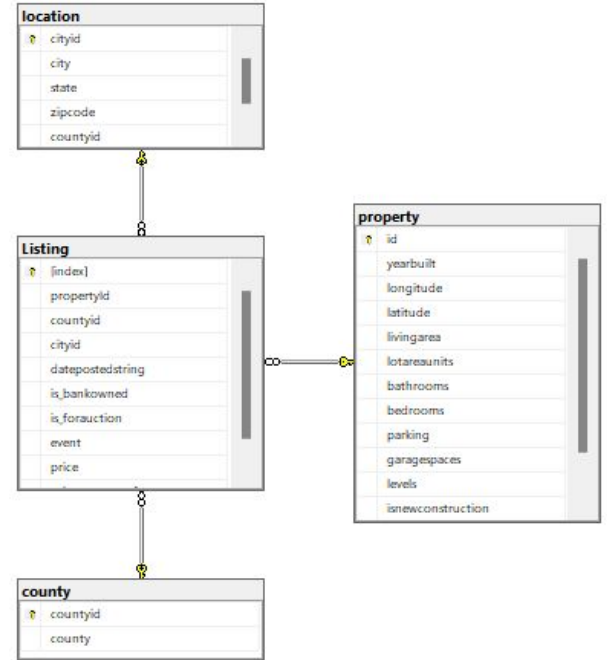 location
cityid
city
state
zipcode
countyid
Listing
[index]
propertyId
countyid
cityid
datepostedstring
is_bankowned
is_forauction
event
price
property
id
yearbuilt
longitude
latitude
livingarea
lotareaunits
bathrooms
bedrooms
parking
garagespaces
levels
isnewconstruction
county
countyid
county